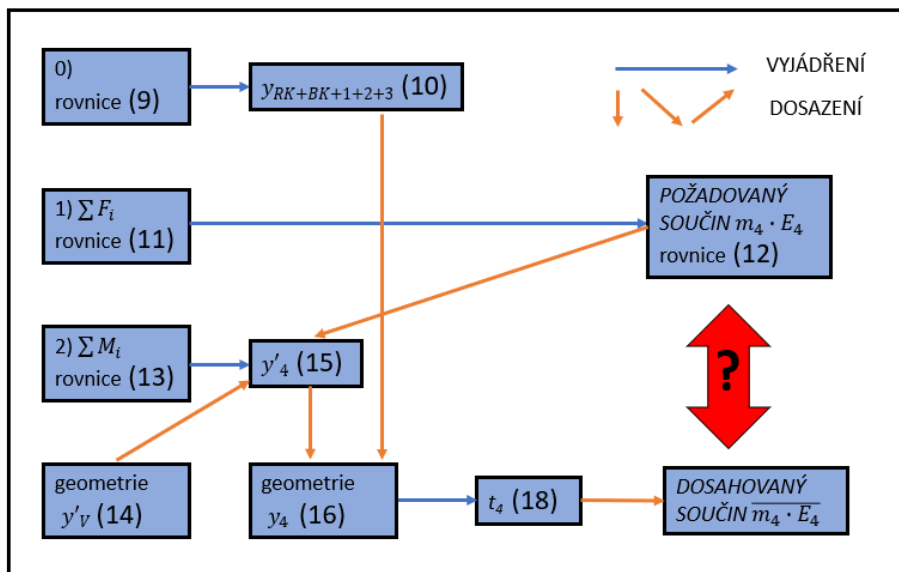 0)
rovnice (9)
y_{RK+BK+1+2+3} (10)
VYJÁDŘENÍ
DOSAZENÍ
1) ∑ F_i
rovnice (11)
POŽADOVANÝ
SOUČIN m_4 · E_4
rovnice (12)
2) ∑ M_i
rovnice (13)
y'_4 (15)
?
geometrie
y'_V (14)
geometrie
y_4 (16)
t_4 (18)
DOSAHOVANÝ
SOUČIN \overline{m_4 · E_4}